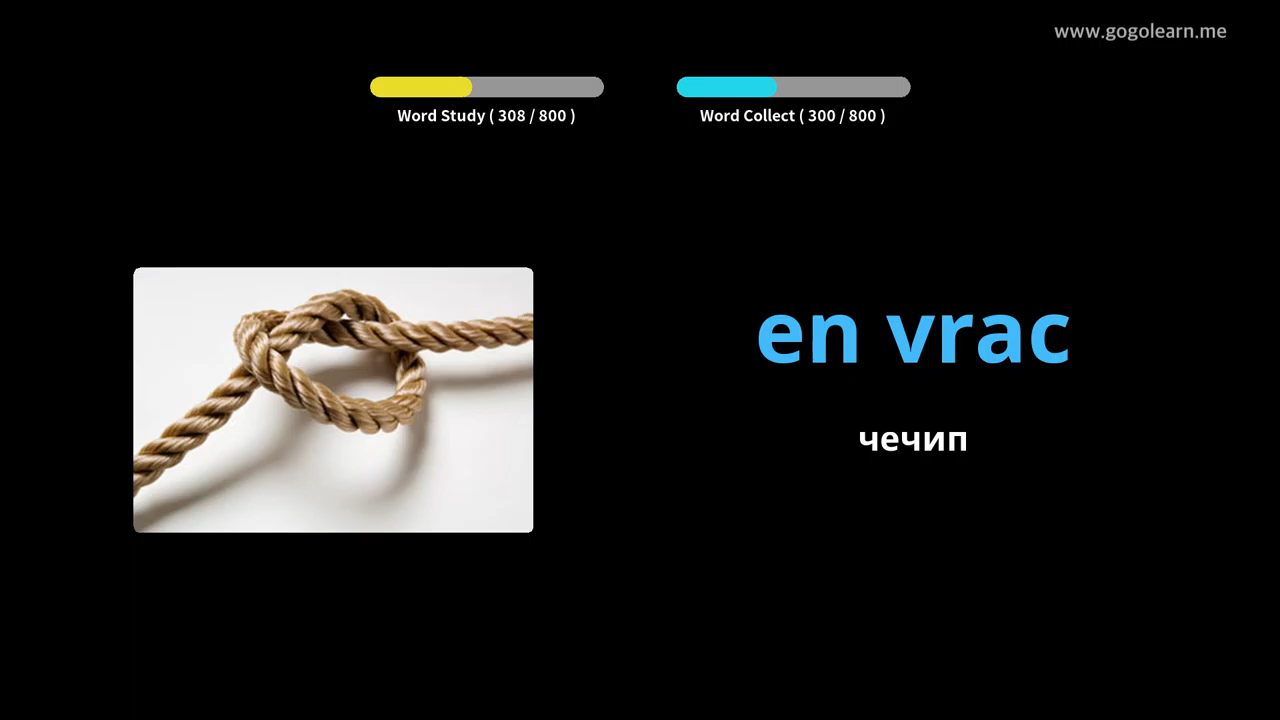 www.gogolearn.me
Word Study ( 308 / 800 )
Word Collect ( 300 / 800 )
en vrac
чечип